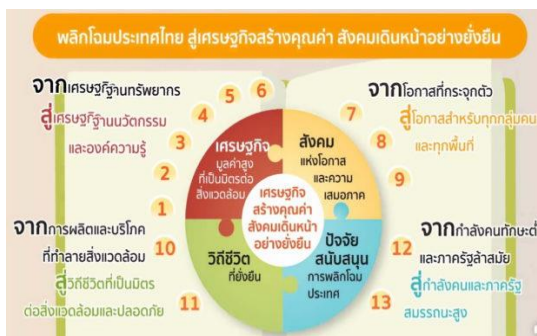 พลิกโฉมประเทศไทย สู่เศรษฐกิจสร้างคุณค่า สังคมเดินหน้าอย่างยั่งยืน
จากเศรษฐกิจฐานทรัพยากร
สู่เศรษฐกิจฐานนวัตกรรม
และองค์ความรู้
1
2
3
4
5
6
เศรษฐกิจ
มูลค่าสูง
ที่เป็นมิตรต่อ
สิ่งแวดล้อม
สังคม
แห่งโอกาส
และความ
เสมอภาค
7
8
9
จากโอกาสที่กระจุกตัว
สู่โอกาสสำหรับทุกกลุ่มคน
และทุกพื้นที่
เศรษฐกิจ
สร้างคุณค่า
สังคมเดินหน้า
อย่างยั่งยืน
จากการผลิตและบริโภค
ที่ทำลายสิ่งแวดล้อม
สู่วิถีชีวิตที่เป็นมิตร
ต่อสิ่งแวดล้อมและปลอดภัย
10
11
วิถีชีวิต
ที่ยั่งยืน
ปัจจัย
สนับสนุน
การพลิกโฉม
ประเทศ
12
13
จากกำลังคนทักษะต่ำ
และภาครัฐล้าสมัย
สู่กำลังคนและภาครัฐ
สมรรถนะสูง